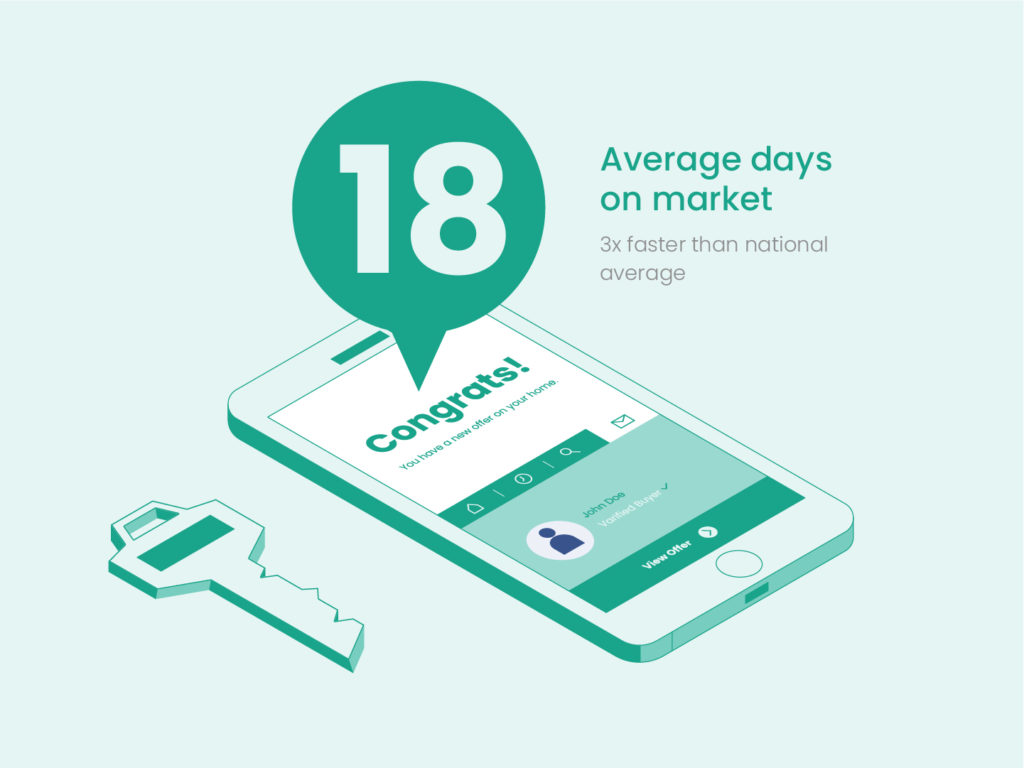 18
Average days
on market
3x faster than national
average
Congrats!
You have a new offer on your home.
John Doe
Varified Buyer
View Offer